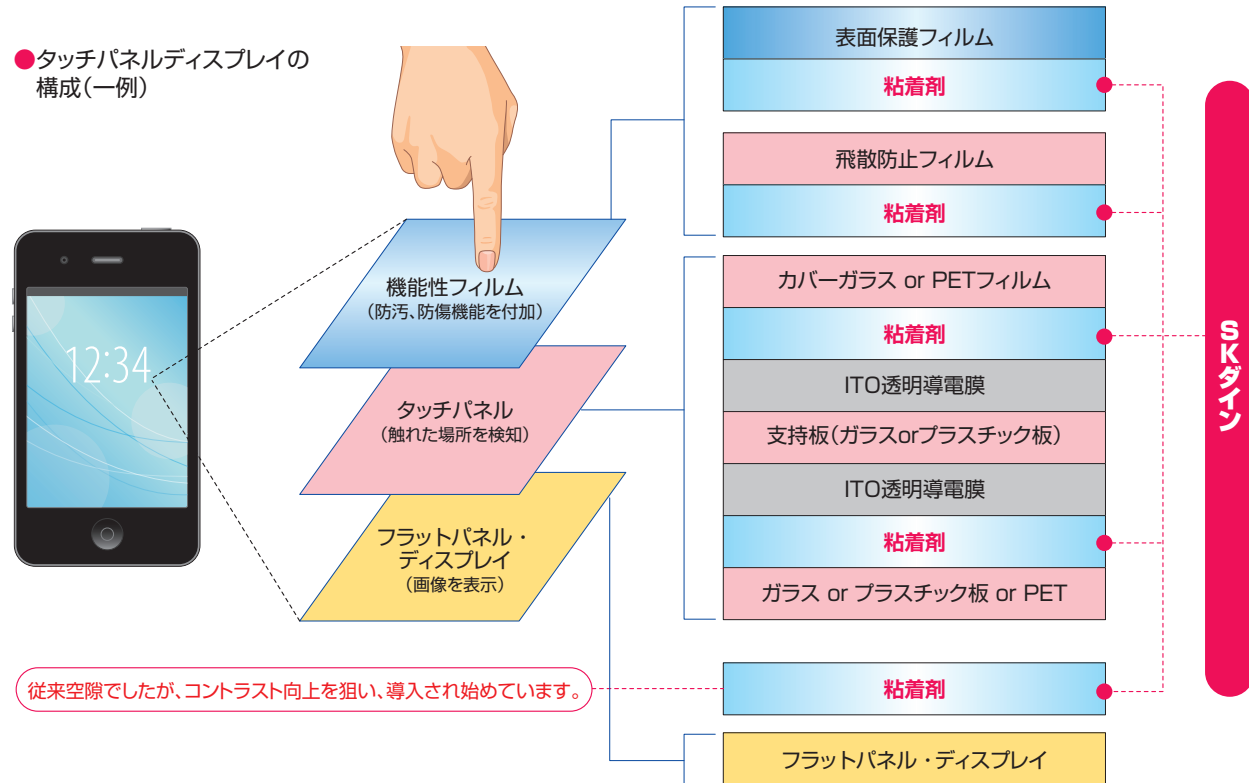 ●タッチパネルディスプレイの
構成(一例)
12:34
機能性フィルム
(防汚、防傷機能を付加)
タッチパネル
(触れた場所を検知)
フラットパネル・
ディスプレイ
(画像を表示)
従来空隙でしたが、コントラスト向上を狙い、導入され始めています。
表面保護フィルム
粘着剤
飛散防止フィルム
粘着剤
カバーガラス or PETフィルム
粘着剤
ITO透明導電膜
支持板(ガラスorプラスチック板)
ITO透明導電膜
粘着剤
ガラス or プラスチック板 or PET
粘着剤
フラットパネル・ディスプレイ
SKダイン